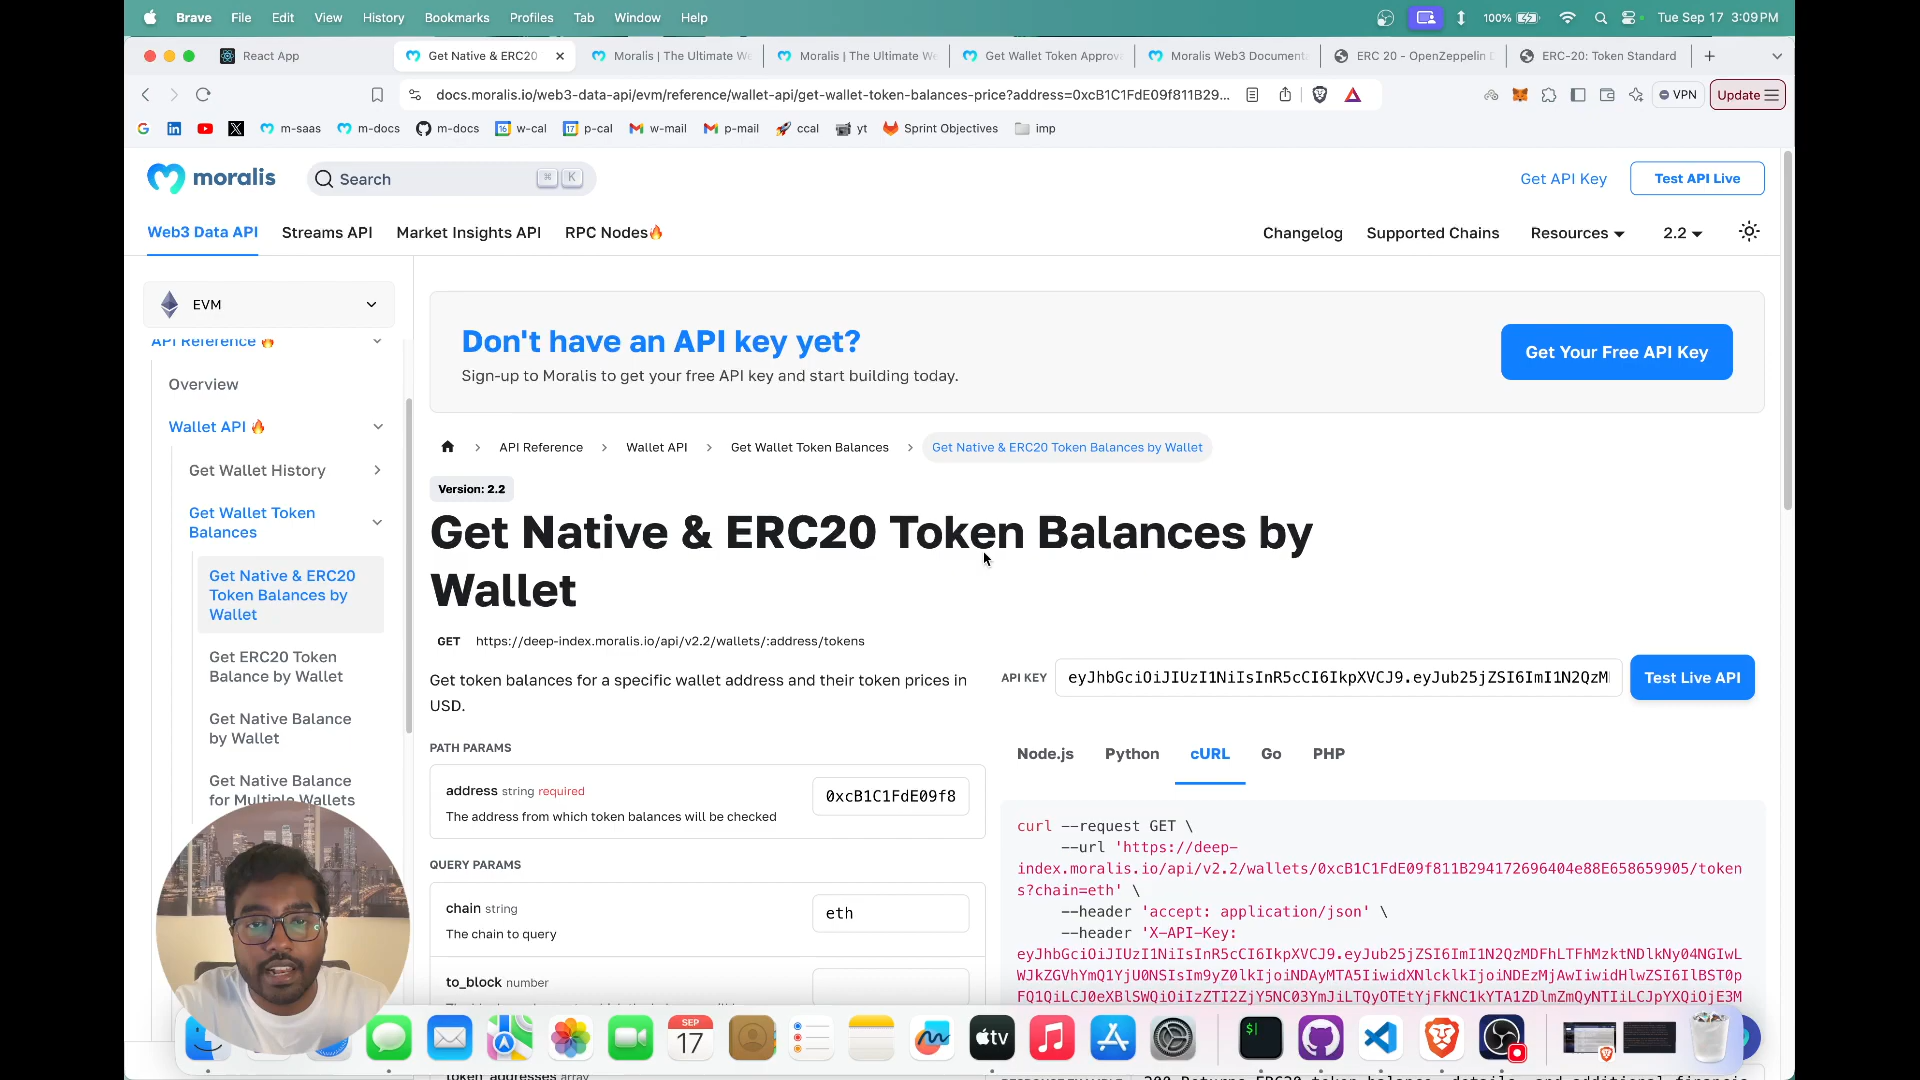 Brave File Edit View History Bookmarks Profiles Tab Window Help 100% Tue Sep 17 3:09 PM
React App Get Native & ERC20 Moralis | The Ultimate We Moralis | The Ultimate We Get Wallet Token Approv Moralis Web3 Document ERC 20 - OpenZeppelin D ERC-20: Token Standard
docs.moralis.io/web3-data-api/evm/reference/wallet-api/get-wallet-token-balances-price?address=0xcB1C1FdE09f811B29... VPN Update
m-saas m-docs m-docs w-cal p-cal w-mail p-mail ccal yt Sprint Objectives imp
moralis Search ⌘ K Get API Key Test API Live
Web3 Data API Streams API Market Insights API RPC Nodes🔥 Changelog Supported Chains Resources 2.2
EVM
API Reference 🔥
Overview
Wallet API 🔥
Get Wallet History
Get Wallet Token
Balances
Get Native & ERC20
Token Balances by
Wallet
Get ERC20 Token
Balance by Wallet
Get Native Balance
by Wallet
Get Native Balance
for Multiple Wallets
Don't have an API key yet?
Sign-up to Moralis to get your free API key and start building today.
Get Your Free API Key
API Reference > Wallet API > Get Wallet Token Balances > Get Native & ERC20 Token Balances by Wallet
Version: 2.2
Get Native & ERC20 Token Balances by
Wallet
GET https://deep-index.moralis.io/api/v2.2/wallets/:address/tokens
Get token balances for a specific wallet address and their token prices in
USD.
PATH PARAMS
address string required
The address from which token balances will be checked
0xcB1C1FdE09f8
QUERY PARAMS
chain string
The chain to query
eth
to_block number
token_addresses array
API KEY eyJhbGciOiJIUzI1NiIsInR5cCI6IkpXVCJ9.eyJub25jZSI6ImI1N2QzM Test Live API
Node.js Python cURL Go PHP
curl --request GET \
--url 'https://deep-
index.moralis.io/api/v2.2/wallets/0xcB1C1FdE09f811B294172696404e88E658659905/token
s?chain=eth' \
--header 'accept: application/json' \
--header 'X-API-Key:
SEP
17